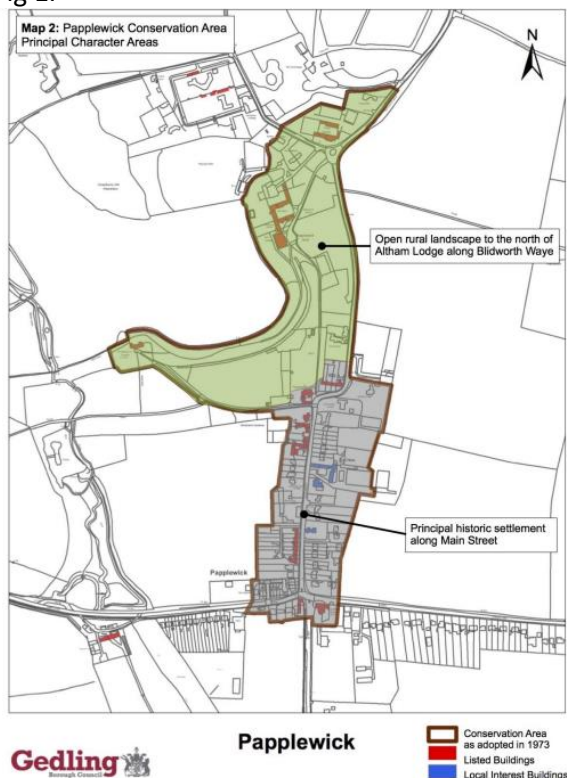 Map 2: Papplewick Conservation Area
Principal Character Areas
N
Open rural landscape to the north of
Altham Lodge along Blidworth Waye
Principal historic settlement
along Main Street
Papplewick
Papplewick
Gedling
Borough Council
Conservation Area
as adopted in 1973
Listed Buildings
Local Interest Buildings